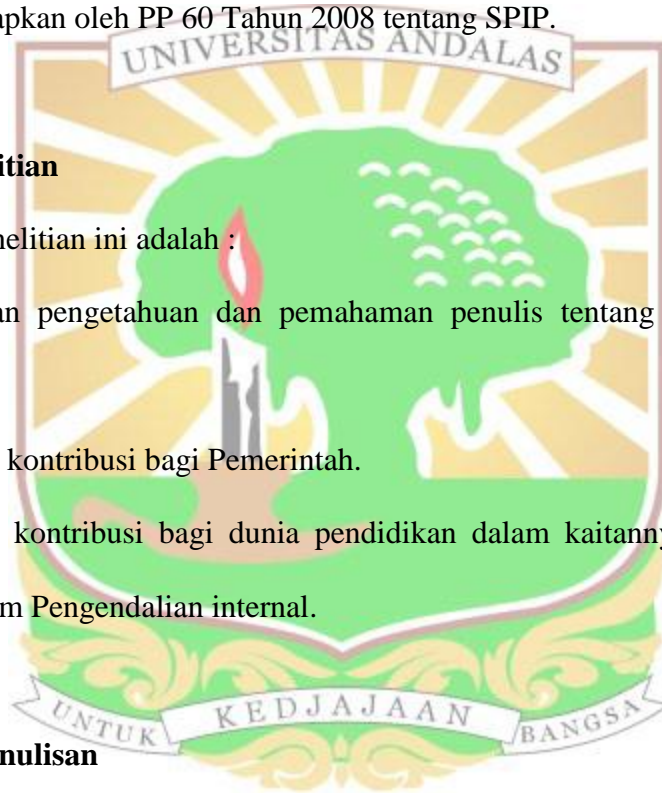 apkan oleh PP 60 Tahun 2008 tentang SPIP.
UNIVERSITAS ANDALAS
itian
nelitian ini adalah :
an pengetahuan dan pemahaman penulis tentang
kontribusi bagi Pemerintah.
kontribusi bagi dunia pendidikan dalam kaitanny
m Pengendalian internal.
UNTUK KEDJAJAAN BANGSA
nulisan